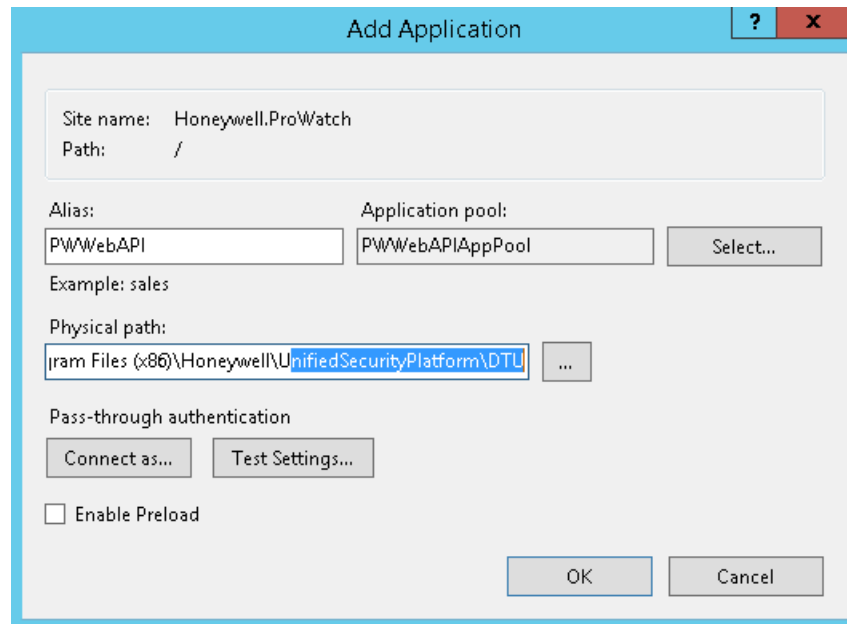 Add Application
?
x
Site name: Honeywell.ProWatch
Path: /
Alias: Application pool:
PWWebAPI PWWebAPIAppPool Select...
Example: sales
Physical path:
gram Files (x86)\Honeywell\UnifiedSecurityPlatform\DTU ...
Pass-through authentication
Connect as... Test Settings...
Enable Preload
OK Cancel